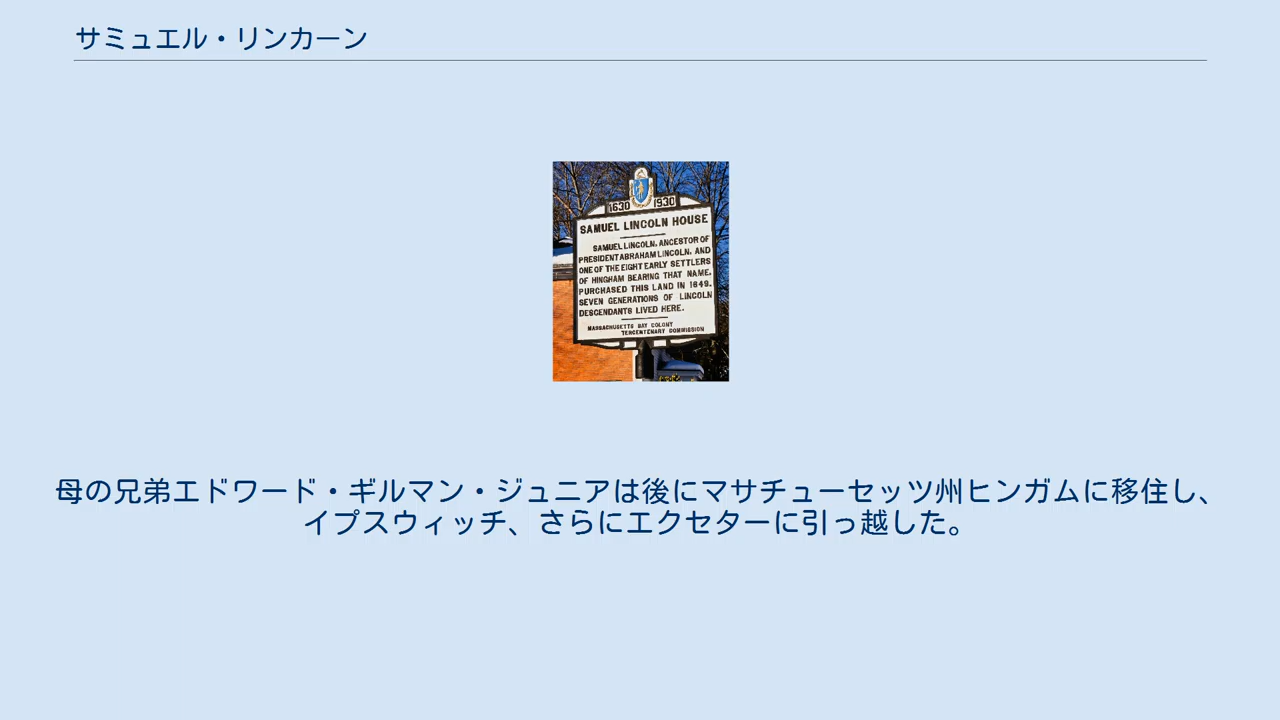 サミュエル・リンカーン
1630 1930
SAMUEL LINCOLN HOUSE
SAMUEL LINCOLN, ANCESTOR OF
PRESIDENT ABRAHAM LINCOLN, AND
ONE OF THE EIGHT EARLY SETTLERS
OF HINGHAM BEARING THAT NAME,
PURCHASED THIS LAND IN 1649.
SEVEN GENERATIONS OF LINCOLN
DESCENDANTS LIVED HERE.
MASSACHUSETTS BAY COLONY
TERCENTENARY COMMISSION
母の兄弟エドワード・ギルマン・ジュニアは後にマサチューセッツ州ヒンガムに移住し、
イプスウィッチ、さらにエクセターに引っ越した。